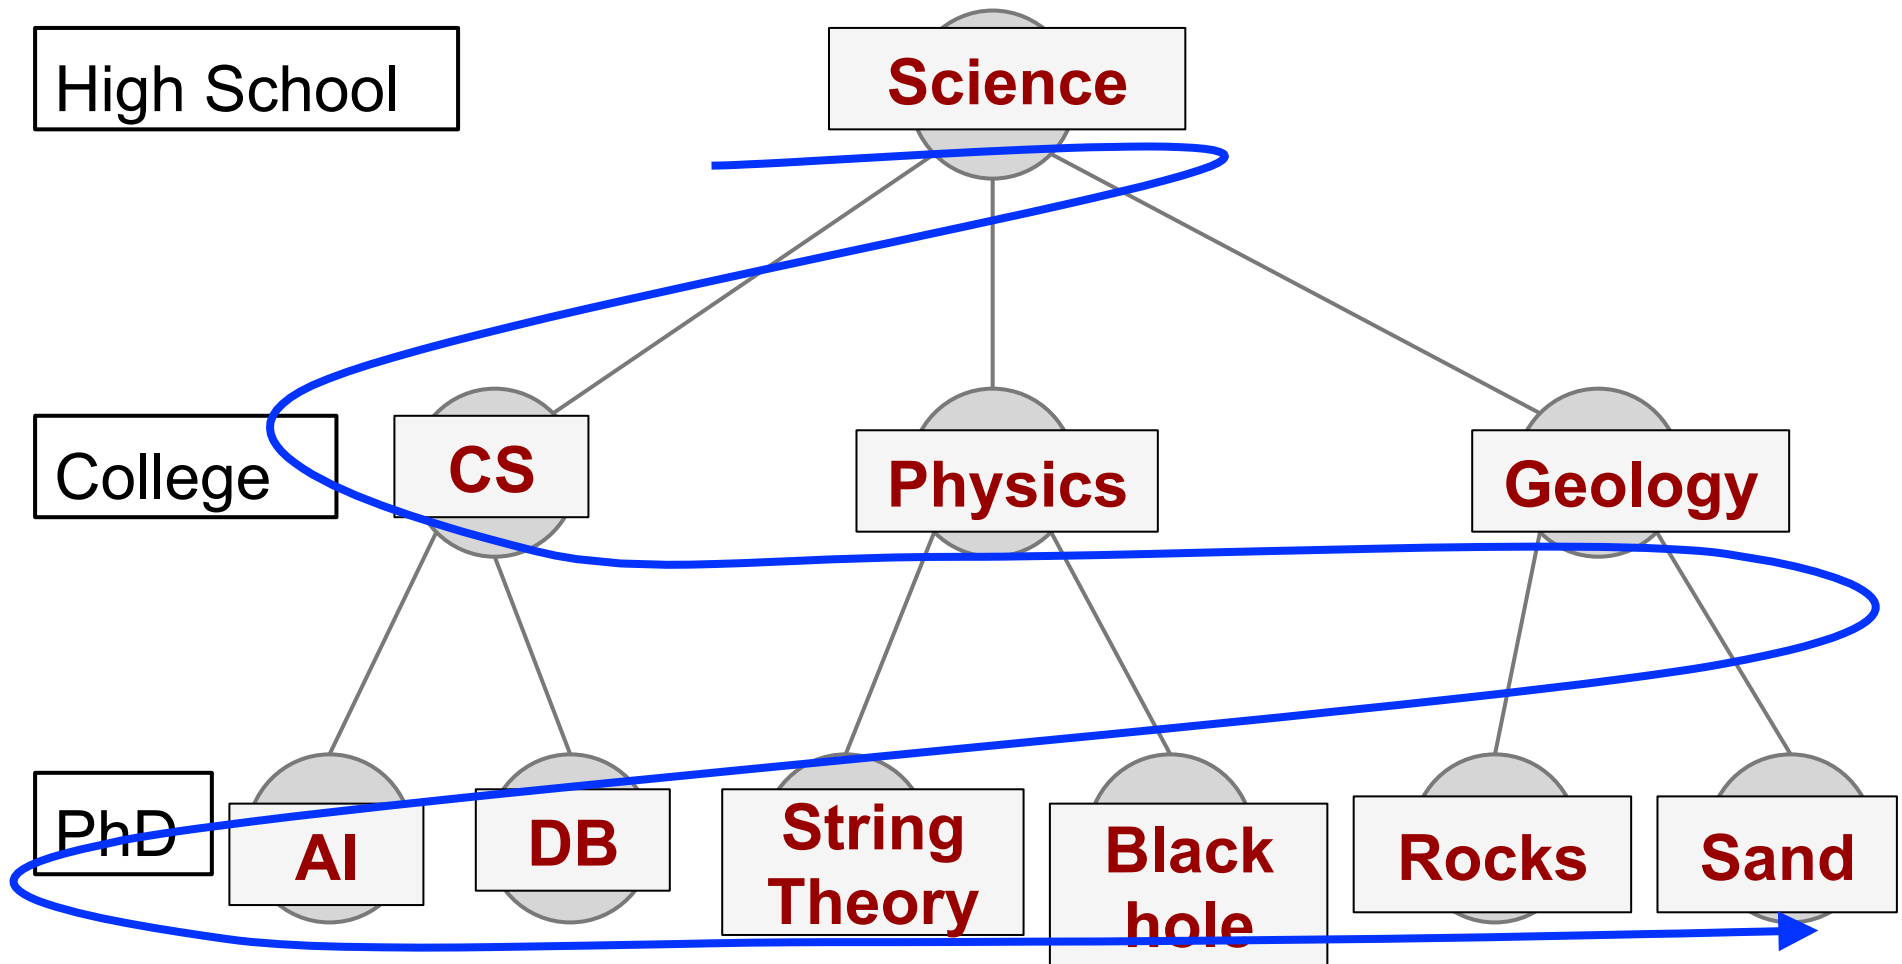 High School
Science
College
CS
Physics
Geology
PhD
AI
DB
String
Theory
Black
hole
Rocks
Sand